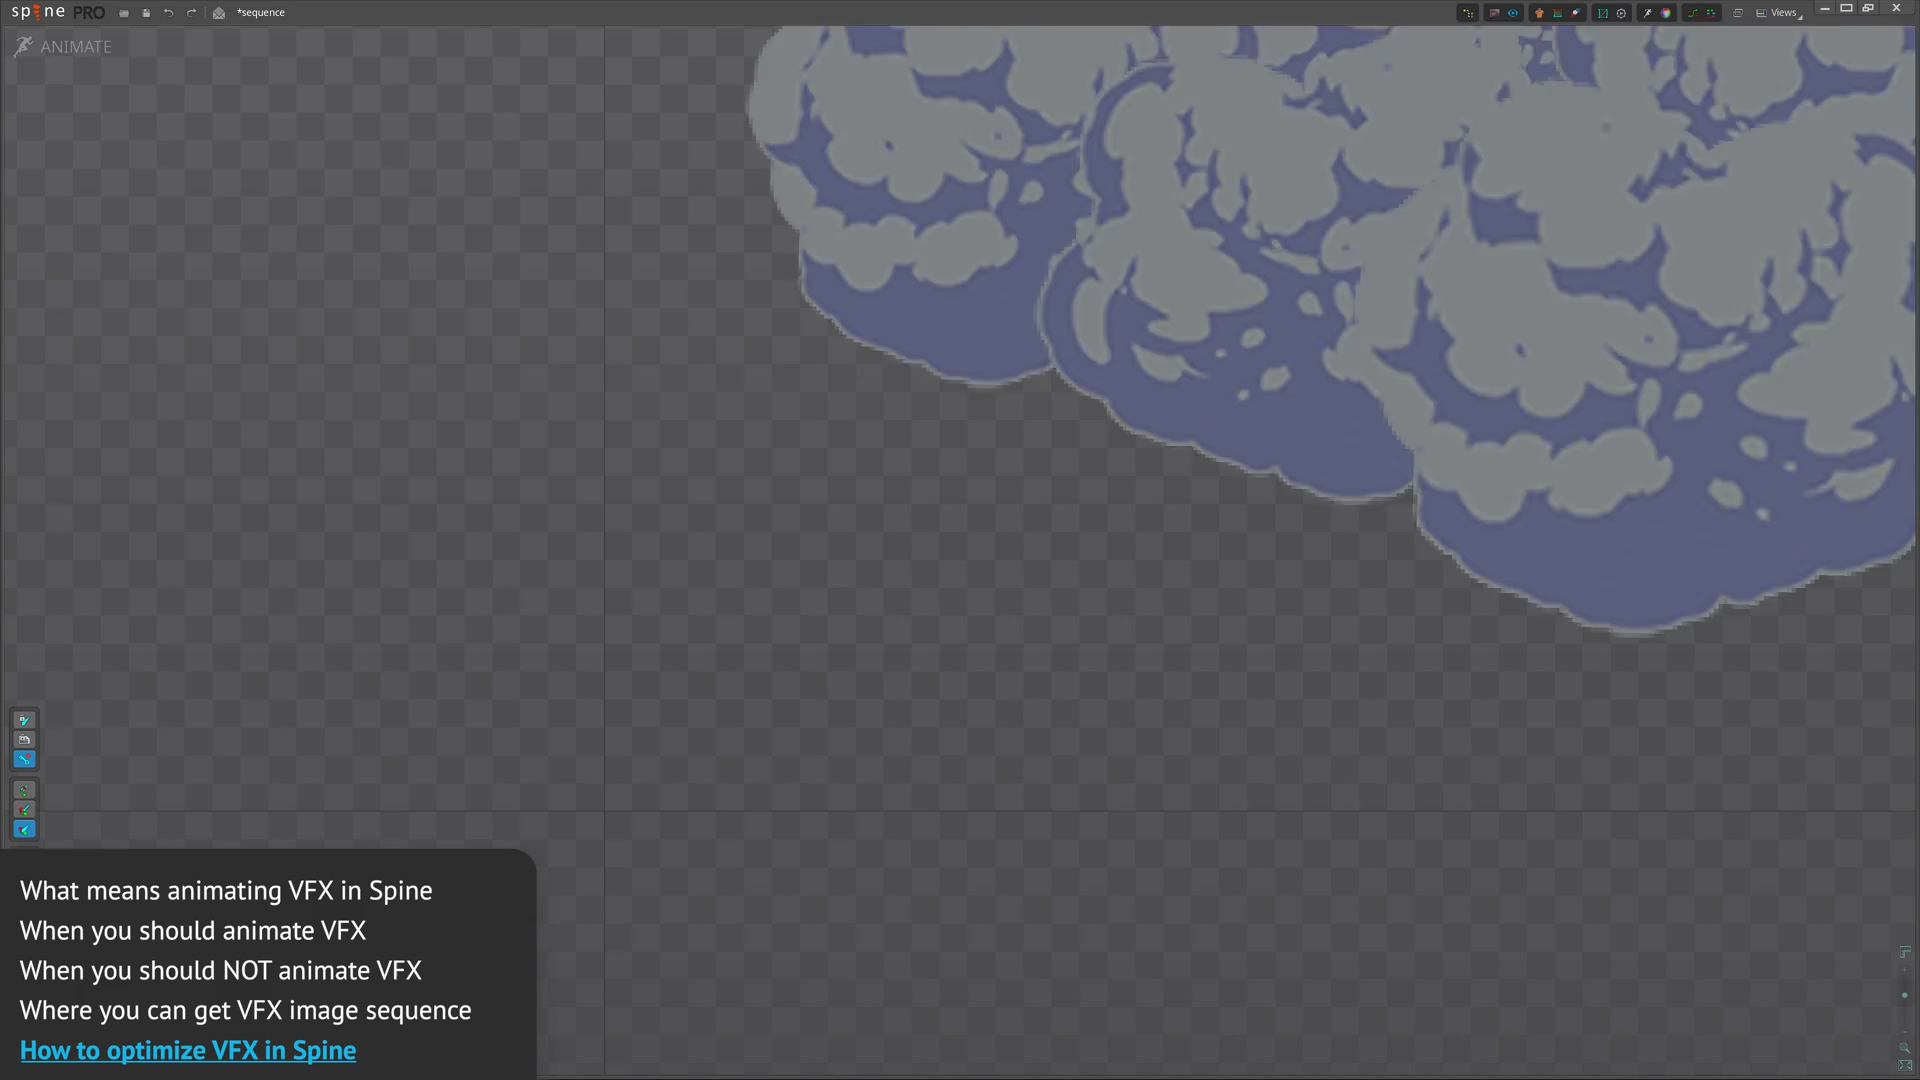 spine PRO
*sequence
Views
ANIMATE
What means animating VFX in Spine
When you should animate VFX
When you should NOT animate VFX
Where you can get VFX image sequence
How to optimize VFX in Spine